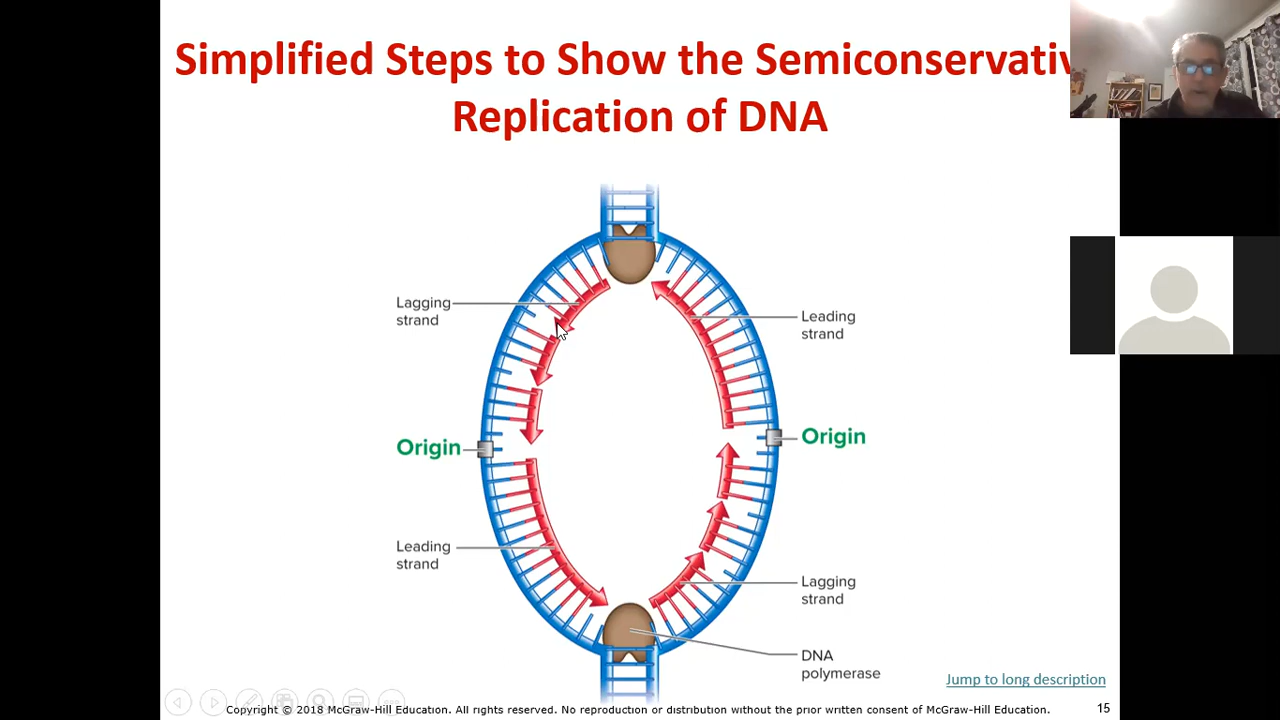 Simplified Steps to Show the Semiconservativ
Replication of DNA
Lagging
strand
Leading
strand
Origin
Origin
Leading
strand
Lagging
strand
DNA
polymerase
Jump to long description
Copyright © 2018 McGraw-Hill Education. All rights reserved. No reproduction or distribution without the prior written consent of McGraw-Hill Education.
15